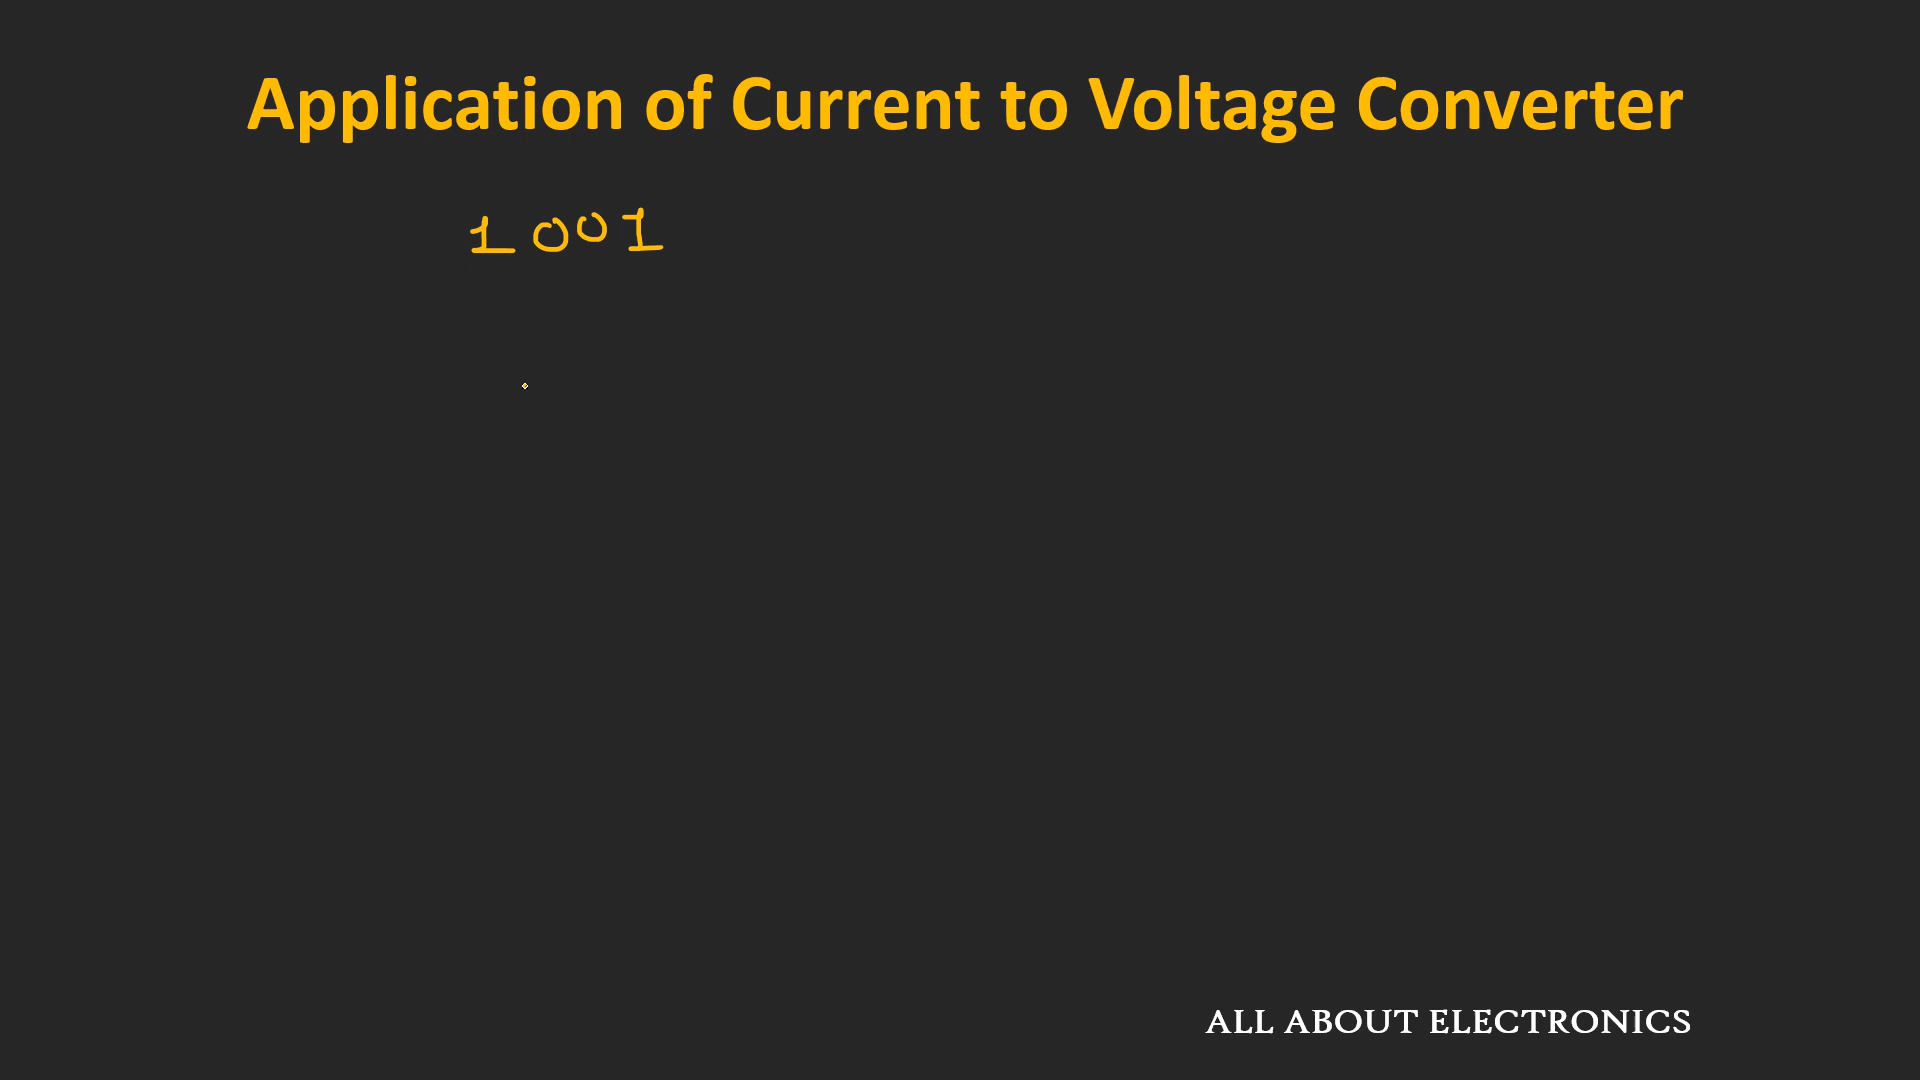 Application of Current to Voltage Converter
1001
ALL ABOUT ELECTRONICS